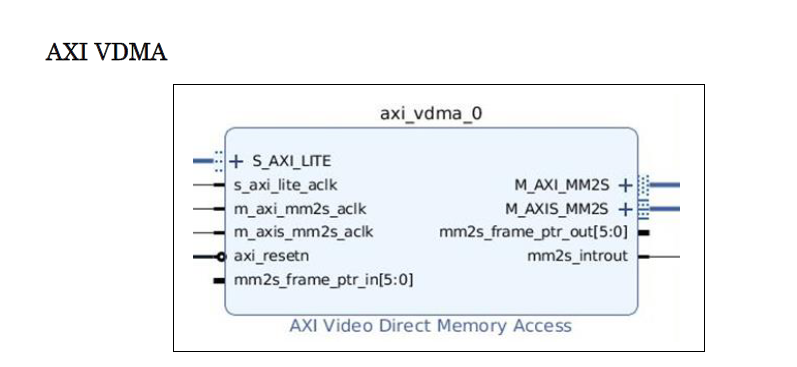 AXI VDMA
axi_vdma_0
S_AXI_LITE
s_axi_lite_aclk
m_axi_mm2s_aclk
m_axis_mm2s_aclk
axi_resetn
mm2s_frame_ptr_in[5:0]
M_AXI_MM2S
M_AXIS_MM2S
mm2s_frame_ptr_out[5:0]
mm2s_introut
AXI Video Direct Memory Access